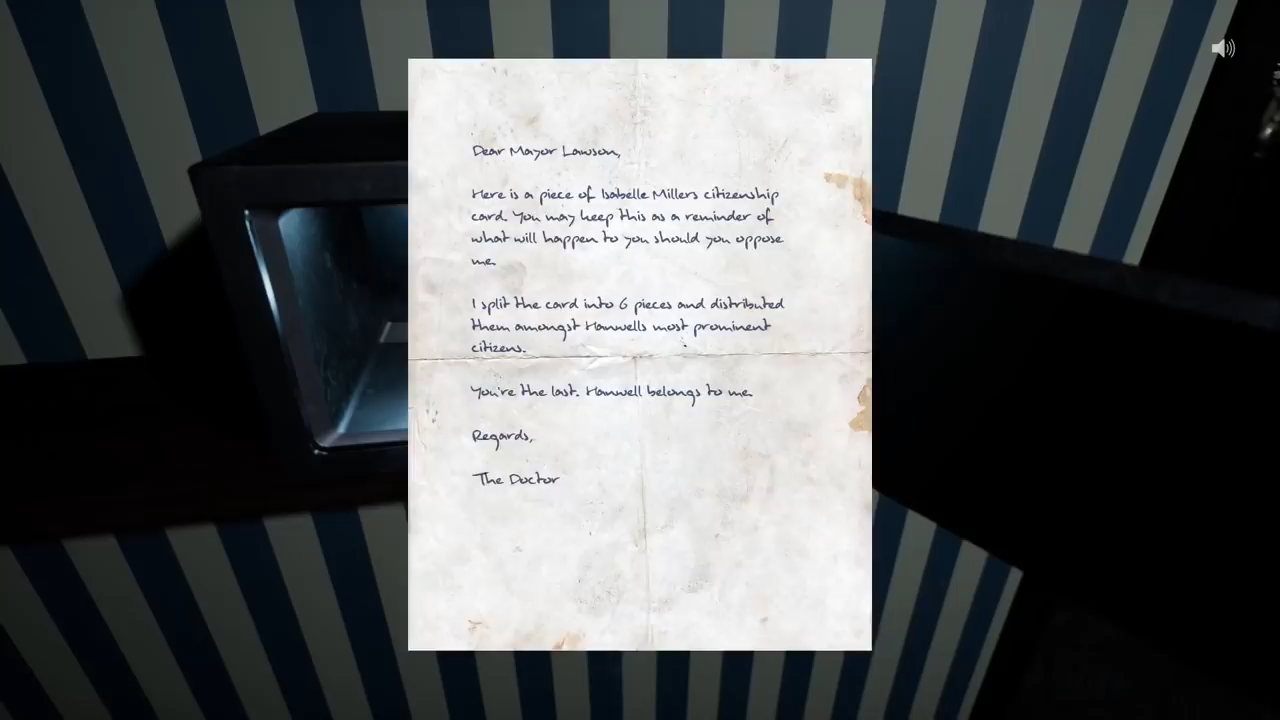 Dear Mayor Lawson,
Here is a piece of Isabelle Millers citizenship
card. You may keep this as a reminder of
what will happen to you should you oppose
me.
I split the card into 6 pieces and distributed
them amongst Hanwells most prominent
citizens.
You're the last. Hanwell belongs to me.
Regards,
The Doctor